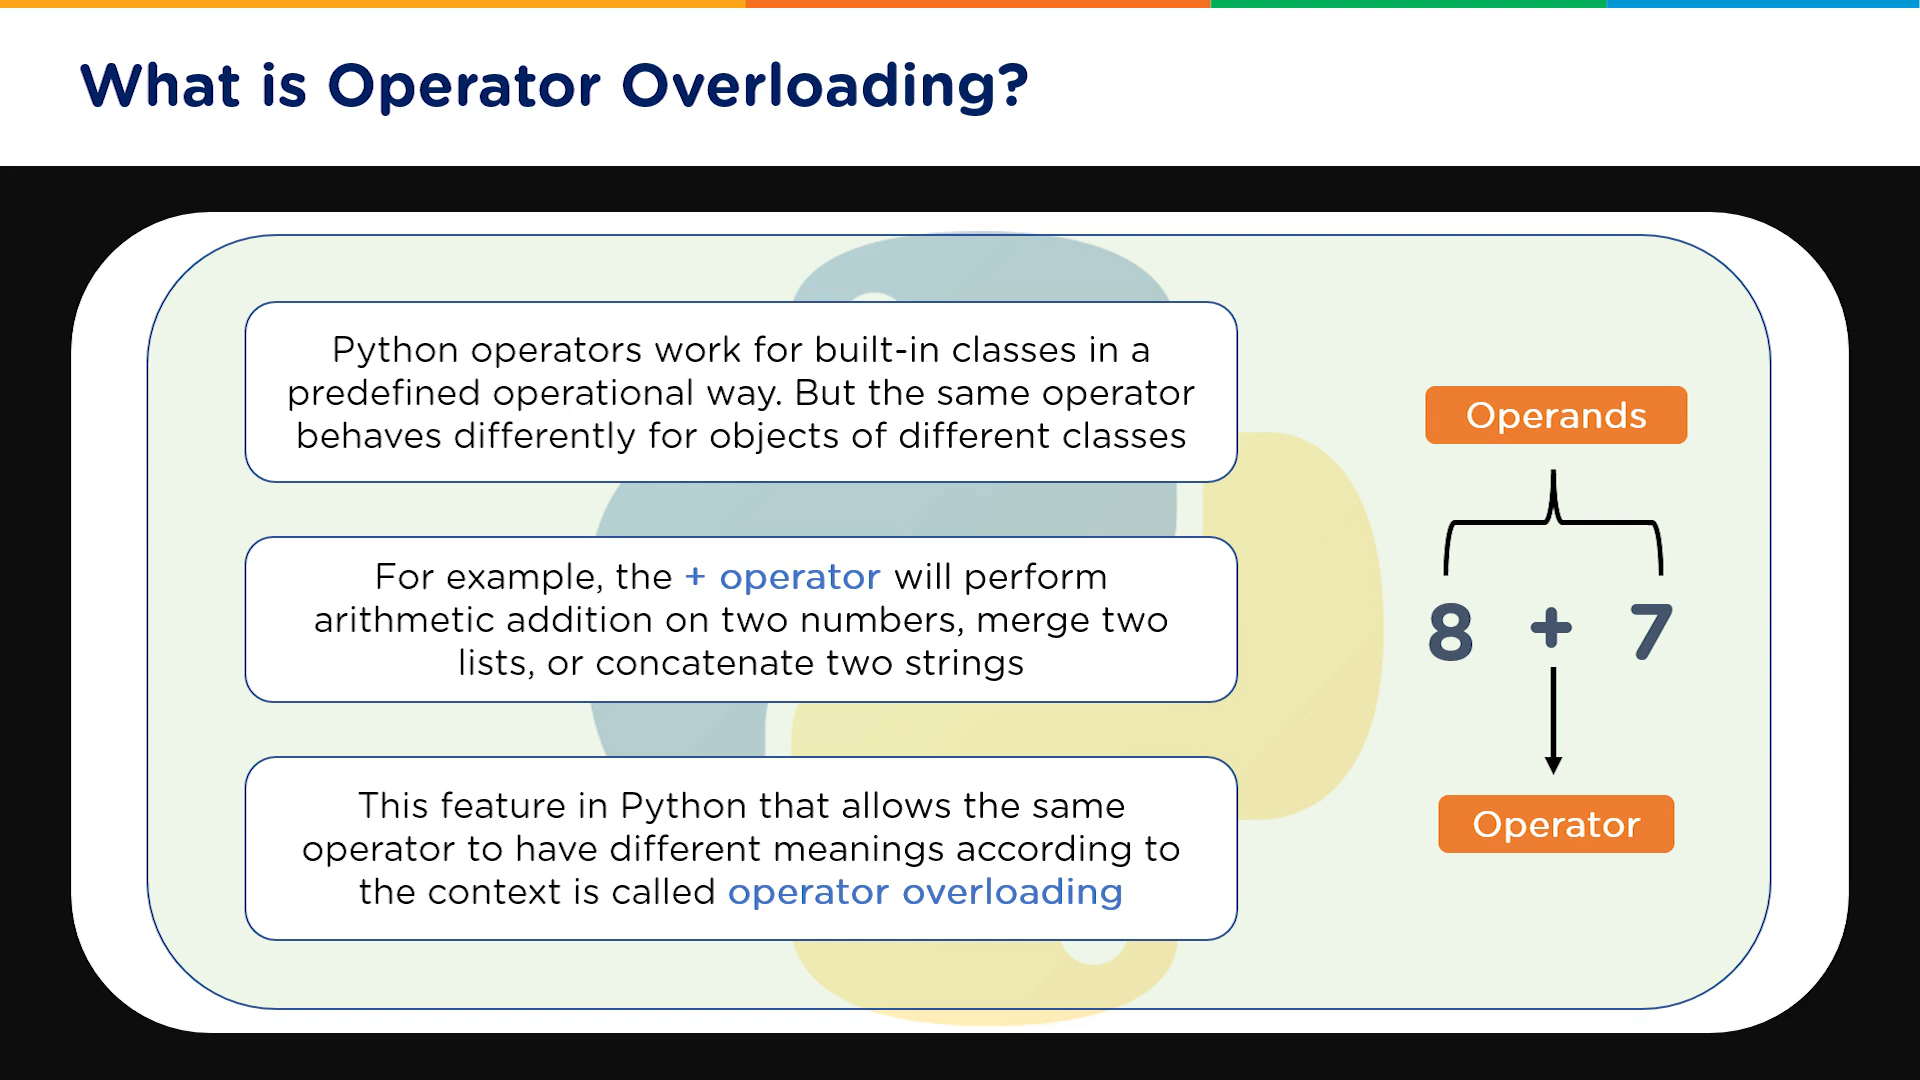 What is Operator Overloading?
Python operators work for built-in classes in a
predefined operational way. But the same operator
behaves differently for objects of different classes
For example, the + operator will perform
arithmetic addition on two numbers, merge two
lists, or concatenate two strings
This feature in Python that allows the same
operator to have different meanings according to
the context is called operator overloading
Operands
8 + 7
Operator